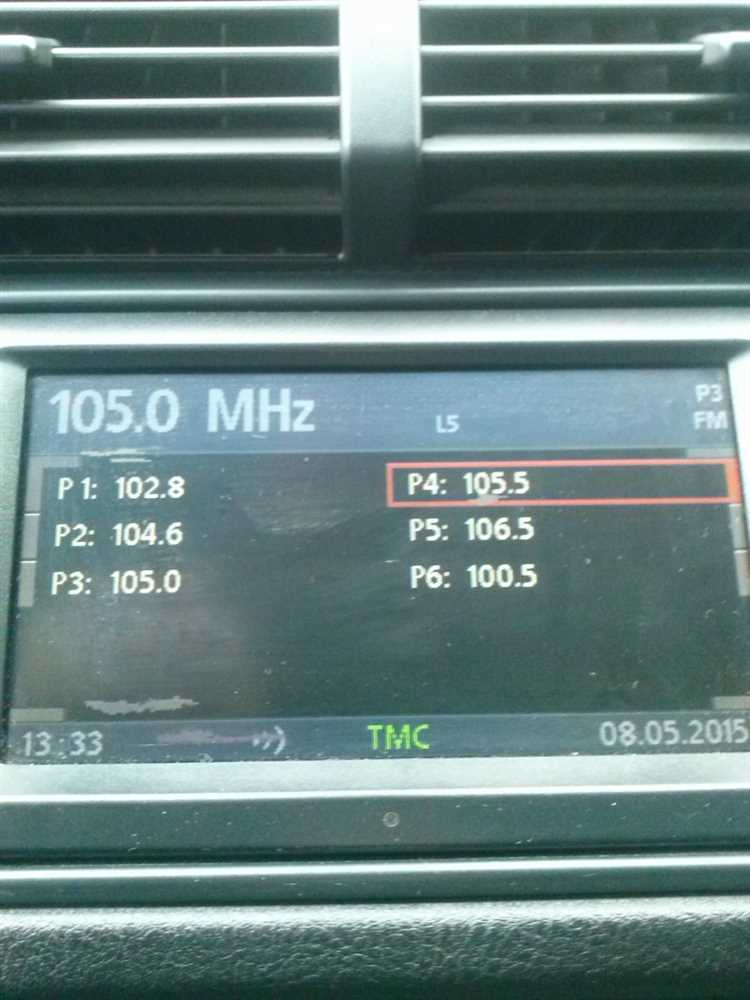 105.0 MHz L5 P3
FM
P1: 102.8 P4: 105.5
P2: 104.6 P5: 106.5
P3: 105.0 P6: 100.5
13:33 TMC 08.05.2015